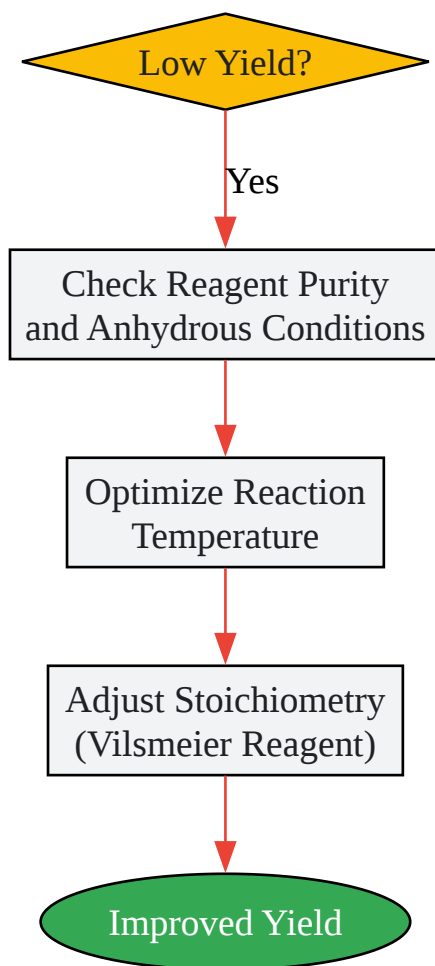 Low Yield?
Yes
Check Reagent Purity
and Anhydrous Conditions
Optimize Reaction
Temperature
Adjust Stoichiometry
(Vilsmeier Reagent)
Improved Yield